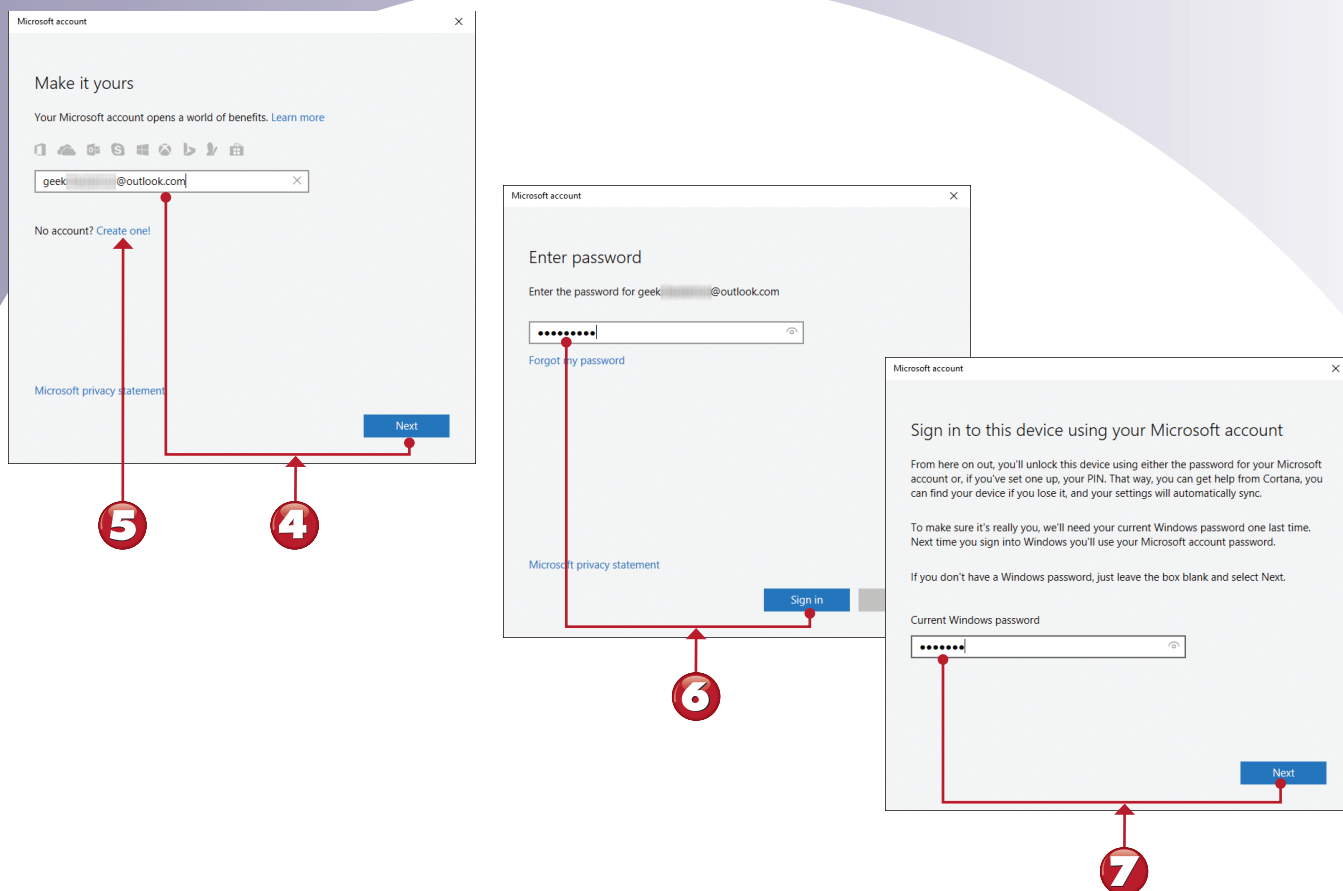 Microsoft account
Make it yours
Your Microsoft account opens a world of benefits. Learn more
geek @outlook.com
No account? Create one!
Microsoft privacy statement
Next
5
4
Microsoft account
Enter password
Enter the password for geek @outlook.com
•••••••••
Forgot my password
Microsoft privacy statement
Sign in
6
Microsoft account
Sign in to this device using your Microsoft account
From here on out, you'll unlock this device using either the password for your Microsoft
account or, if you've set one up, your PIN. That way, you can get help from Cortana, you
can find your device if you lose it, and your settings will automatically sync.
To make sure it's really you, we'll need your current Windows password one last time.
Next time you sign into Windows you'll use your Microsoft account password.
If you don't have a Windows password, just leave the box blank and select Next.
Current Windows password
•••••••
Next
7